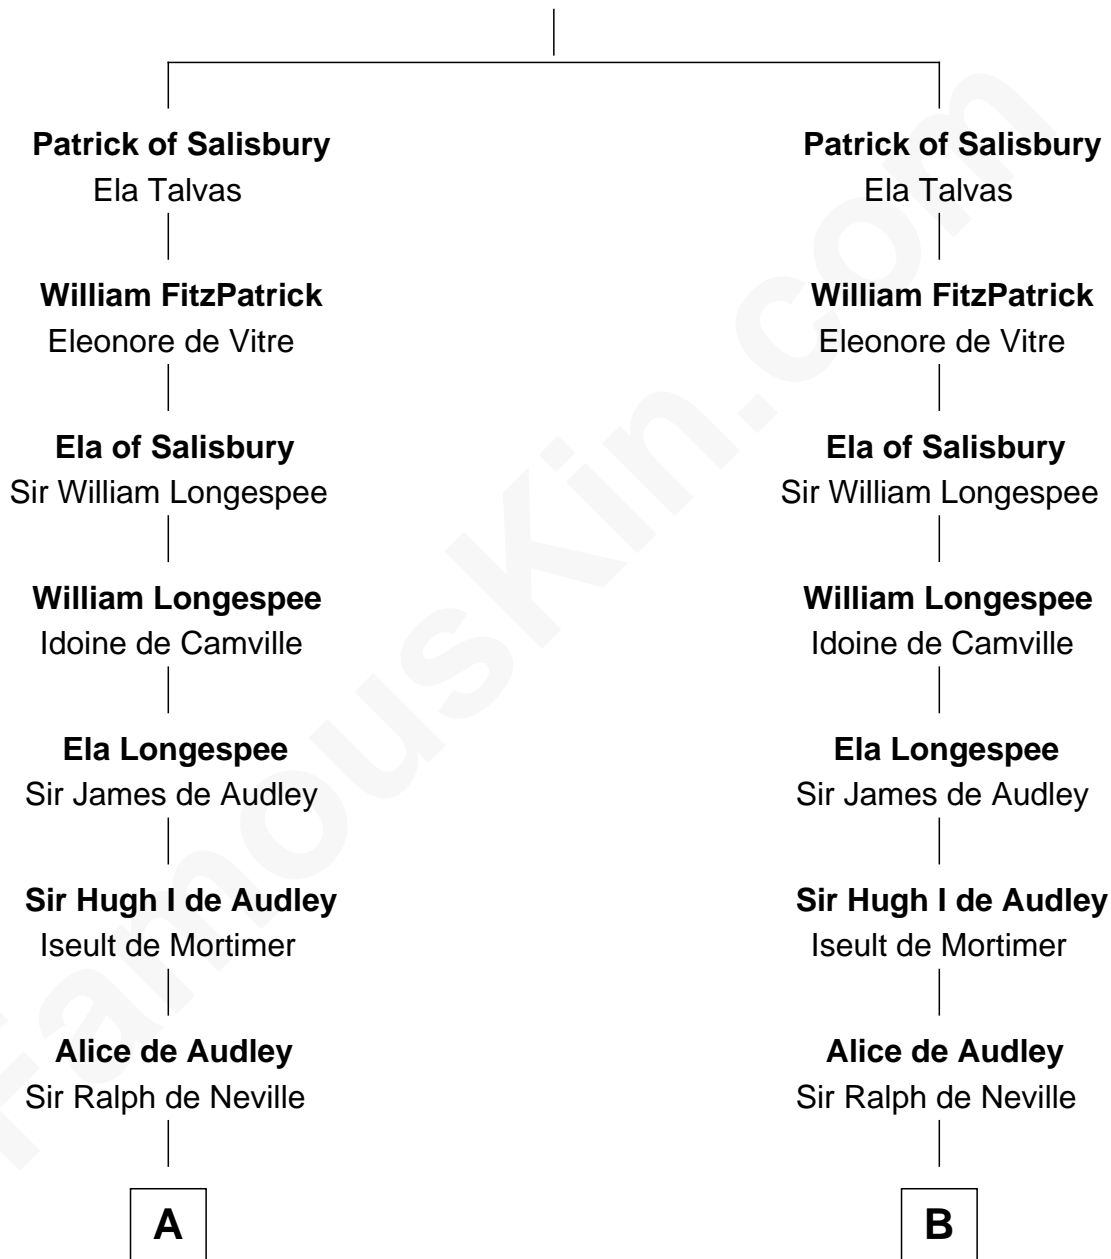 Patrick of Salisbury
Ela Talvas
William FitzPatrick
Eleonore de Vitre
Ela of Salisbury
Sir William Longespee
William Longespee
Idoine de Camville
Ela Longespee
Sir James de Audley
Sir Hugh I de Audley
Iseult de Mortimer
Alice de Audley
Sir Ralph de Neville
A
Patrick of Salisbury
Ela Talvas
William FitzPatrick
Eleonore de Vitre
Ela of Salisbury
Sir William Longespee
William Longespee
Idoine de Camville
Ela Longespee
Sir James de Audley
Sir Hugh I de Audley
Iseult de Mortimer
Alice de Audley
Sir Ralph de Neville
B
FamousKin.com